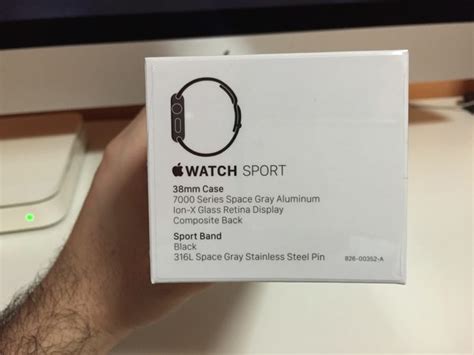 WATCH SPORT
38mm Case
7000 Series Space Gray Aluminum
Ion-X Glass Retina Display
Composite Back
Sport Band
Black
316L Space Gray Stainless Steel Pin
826-00352-A